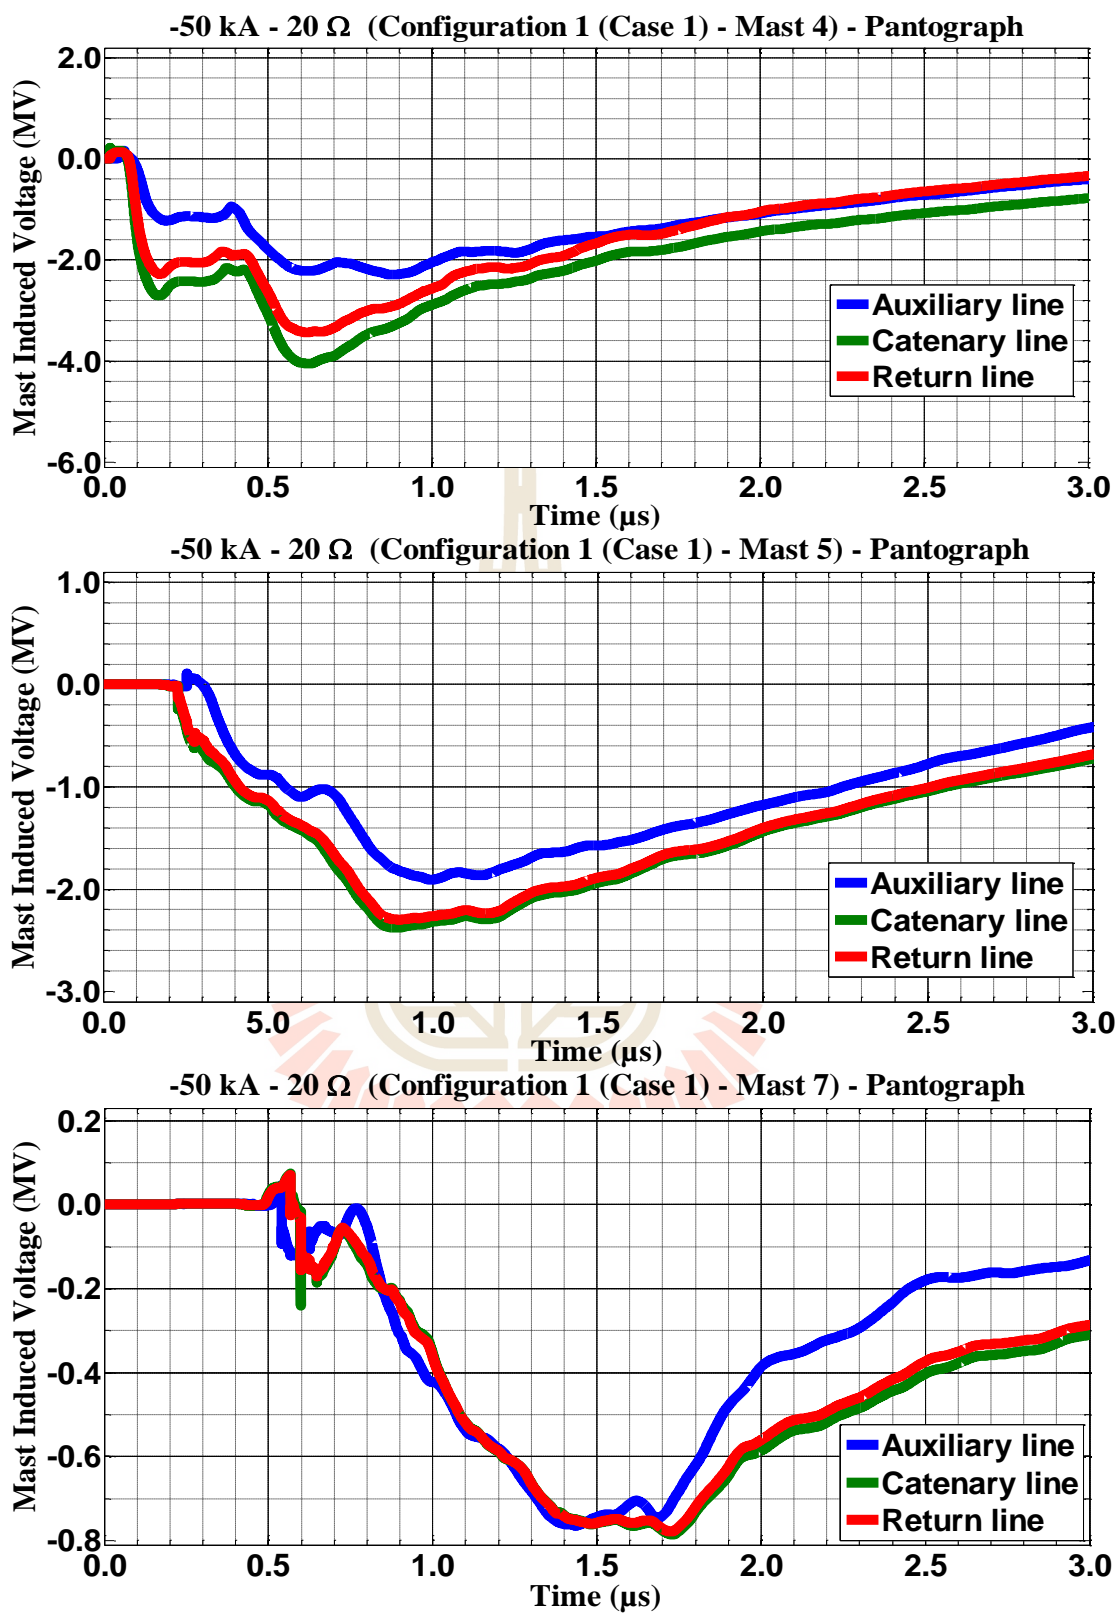 -50 kA - 20 Ω (Configuration 1 (Case 1) - Mast 4) - Pantograph
Mast Induced Voltage (MV)
2.0
0.0
-2.0
-4.0
-6.0
Auxiliary line
Catenary line
Return line
0.0 0.5 1.0 1.5 2.0 2.5 3.0
Time (µs)
-50 kA - 20 Ω (Configuration 1 (Case 1) - Mast 5) - Pantograph
Mast Induced Voltage (MV)
1.0
0.0
-1.0
-2.0
-3.0
Auxiliary line
Catenary line
Return line
0.0 5.0 1.0 1.5 2.0 2.5 3.0
Time (µs)
-50 kA - 20 Ω (Configuration 1 (Case 1) - Mast 7) - Pantograph
Mast Induced Voltage (MV)
0.2
0.0
-0.2
-0.4
-0.6
-0.8
Auxiliary line
Catenary line
Return line
0.0 0.5 1.0 1.5 2.0 2.5 3.0
Time (µs)